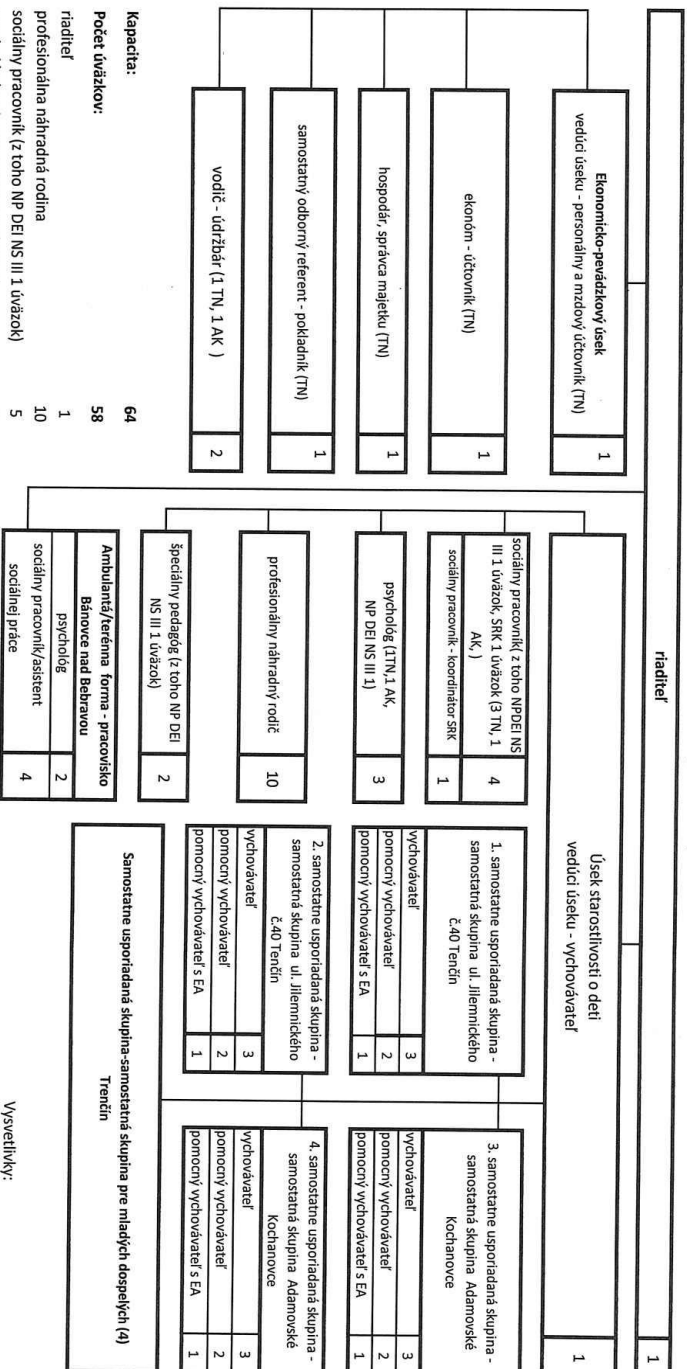 riaditeľ
1
Ekonomicko-pevádzkový úsek
vedúci úseku - personálny a mzdový účtovník (TN)
1
ekonóm - účtovník (TN)
1
hospodár, správca majetku (TN)
1
samostatný odborný referent - pokladník (TN)
1
vodič - údržbár (1 TN, 1 AK )
2
Úsek starostlivosti o deti
vedúci úseku - vychovávateľ
1
sociálny pracovník( z toho NPDEI NS
III 1 úväzok, SRK 1 úväzok (3 TN, 1
AK, )
4
sociálny pracovník - koordinátor SRK
1
psychológ (1TN,1 AK,
NP DEI NS III 1)
3
profesionálny náhradný rodič
10
špeciálny pedagóg (z toho NP DEI
NS III 1 úväzok)
2
Ambulantá/terénna forma - pracovisko
Bánovce nad Bebravou
psychológ
2
sociálny pracovník/asistent
sociálnej práce
4
1. samostatne usporiadaná skupina -
samostatná skupina ul. Jilemnického
č.40 Tenčín
vychovávateľ
3
pomocný vychovávateľ
2
pomocný vychovávateľ s EA
1
2. samostatne usporiadaná skupina -
samostatná skupina ul. Jilemnického
č.40 Tenčín
vychovávateľ
3
pomocný vychovávateľ
2
pomocný vychovávateľ s EA
1
3. samostatne usporiadaná skupina -
samostatná skupina Adamovské
Kochanovce
vychovávateľ
3
pomocný vychovávateľ
2
pomocný vychovávateľ s EA
1
4. samostatne usporiadaná skupina -
samostatná skupina Adamovské
Kochanovce
vychovávateľ
3
pomocný vychovávateľ
2
pomocný vychovávateľ s EA
1
Samostatne usporiadaná skupina-samostatná skupina pre mladých dospelých (4)
Trenčín
Kapacita: 64
Počet úväzkov: 58
riaditeľ 1
profesionálna náhradná rodina 10
sociálny pracovník (z toho NP DEI NS III 1 úväzok) 5
Vysvetlivky: